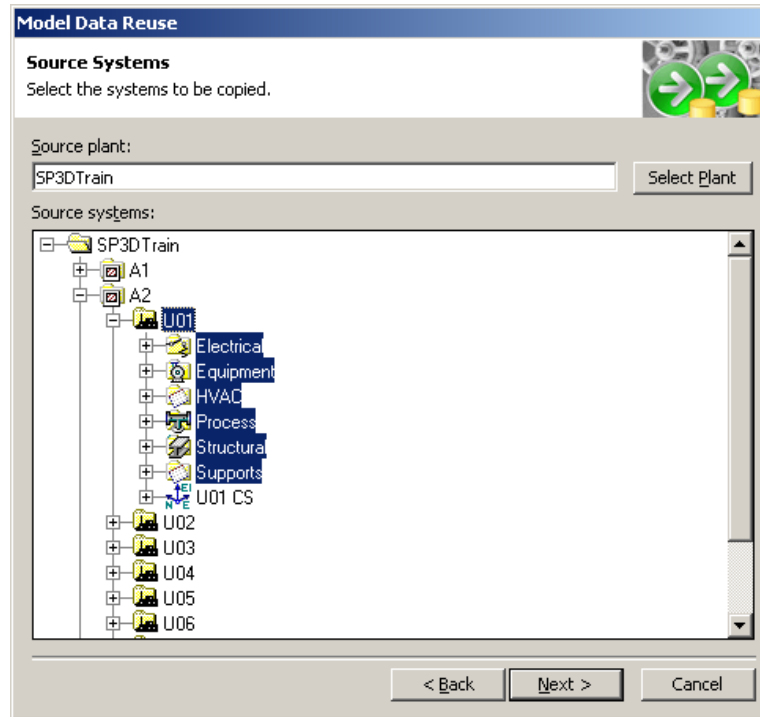 Model Data Reuse
Source Systems
Select the systems to be copied.
Source plant:
SP3DTrain
Select Plant
Source systems:
SP3DTrain
A1
A2
U01
Electrical
Equipment
HVAC
Process
Structural
Supports
U01 CS
U02
U03
U04
U05
U06
< Back
Next >
Cancel